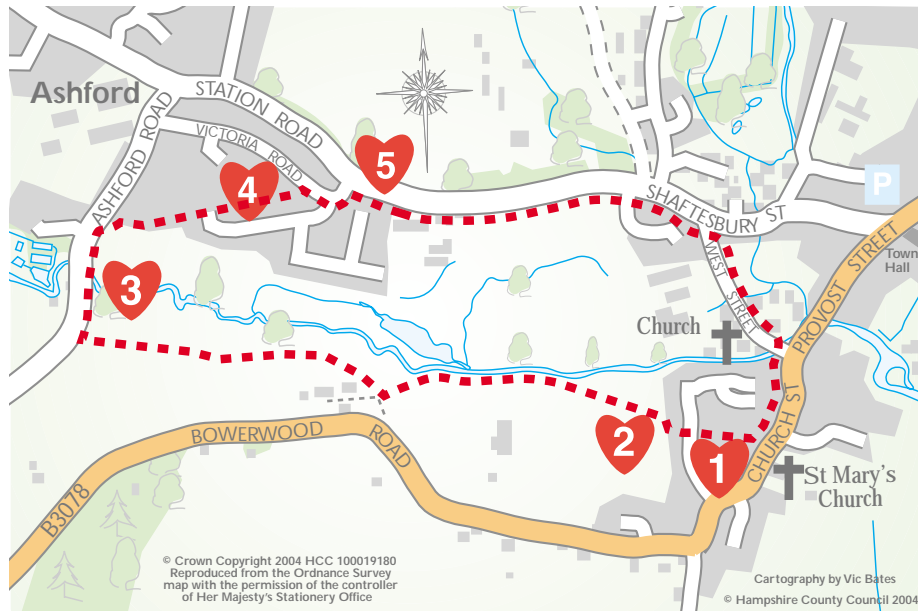 Ashford
STATION ROAD
VICTORIA ROAD
ASHFORD ROAD
5
4
P
SHAFTESBURY ST
WEST STREET
PROVOST STREET
Town
Hall
3
Church
CHURCH ST
2
1
BOWERWOOD ROAD
St Mary's
Church
B3078
© Crown Copyright 2004 HCC 100019180
Reproduced from the Ordnance Survey
map with the permission of the controller
of Her Majesty's Stationery Office
Cartography by Vic Bates
© Hampshire County Council 2004